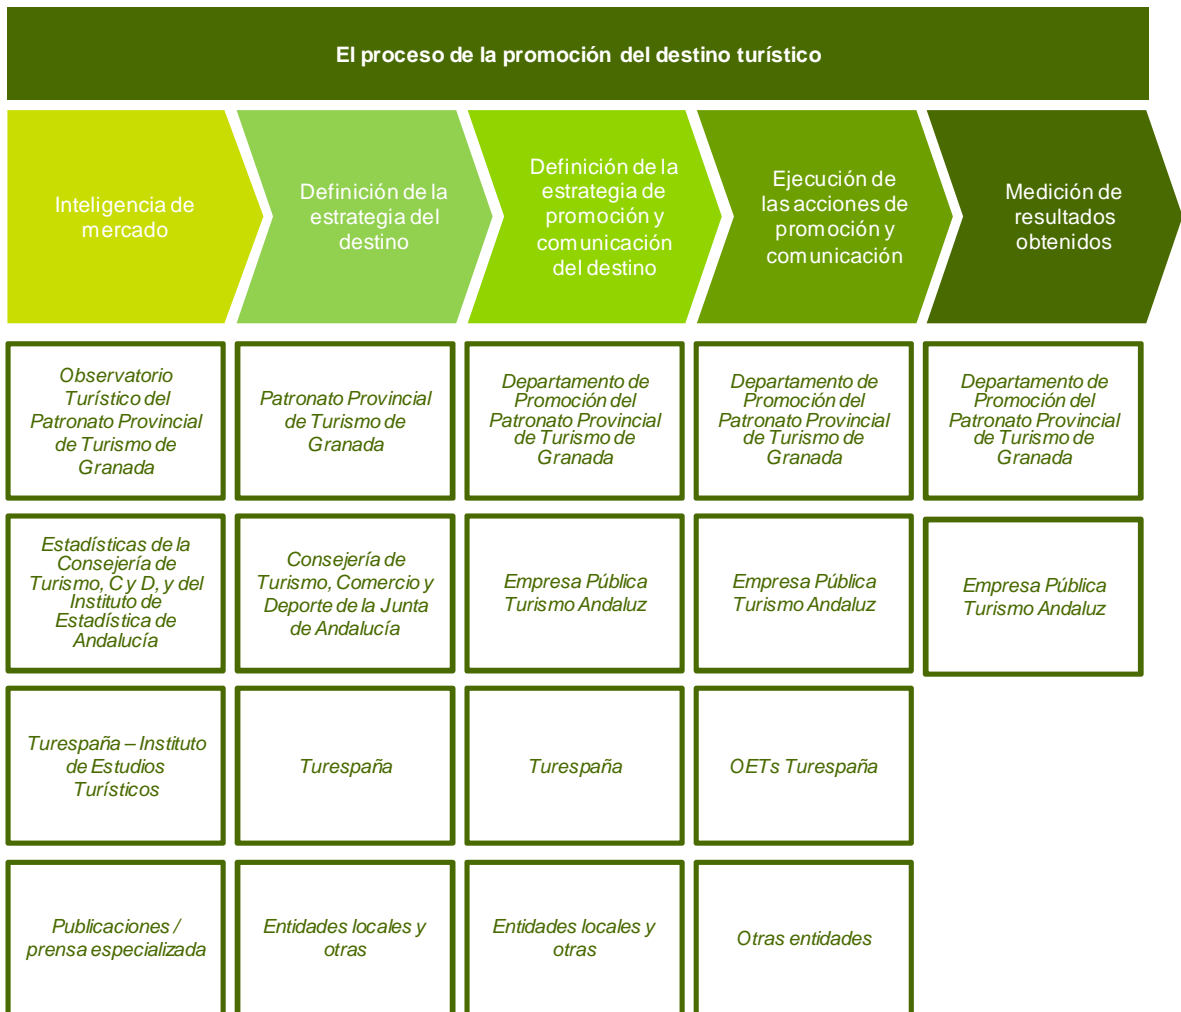 El proceso de la promoción del destino turístico
Inteligencia de
mercado
Definición de la
estrategia del
destino
Definición de la
estrategia de
promoción y
comunicación
del destino
Ejecución de
las acciones de
promoción y
comunicación
Medición de
resultados
obtenidos
Observatorio
Turístico del
Patronato Provincial
de Turismo de
Granada
Patronato Provincial
de Turismo de
Granada
Departamento de
Promoción del
Patronato Provincial
de Turismo de
Granada
Departamento de
Promoción del
Patronato Provincial
de Turismo de
Granada
Departamento de
Promoción del
Patronato Provincial
de Turismo de
Granada
Estadísticas de la
Consejería de
Turismo, C y D, y del
Instituto de
Estadística de
Andalucía
Consejería de
Turismo, Comercio y
Deporte de la Junta
de Andalucía
Empresa Pública
Turismo Andaluz
Empresa Pública
Turismo Andaluz
Empresa Pública
Turismo Andaluz
Turespaña – Instituto
de Estudios
Turísticos
Turespaña
Turespaña
OETs Turespaña
Publicaciones /
prensa especializada
Entidades locales y
otras
Entidades locales y
otras
Otras entidades